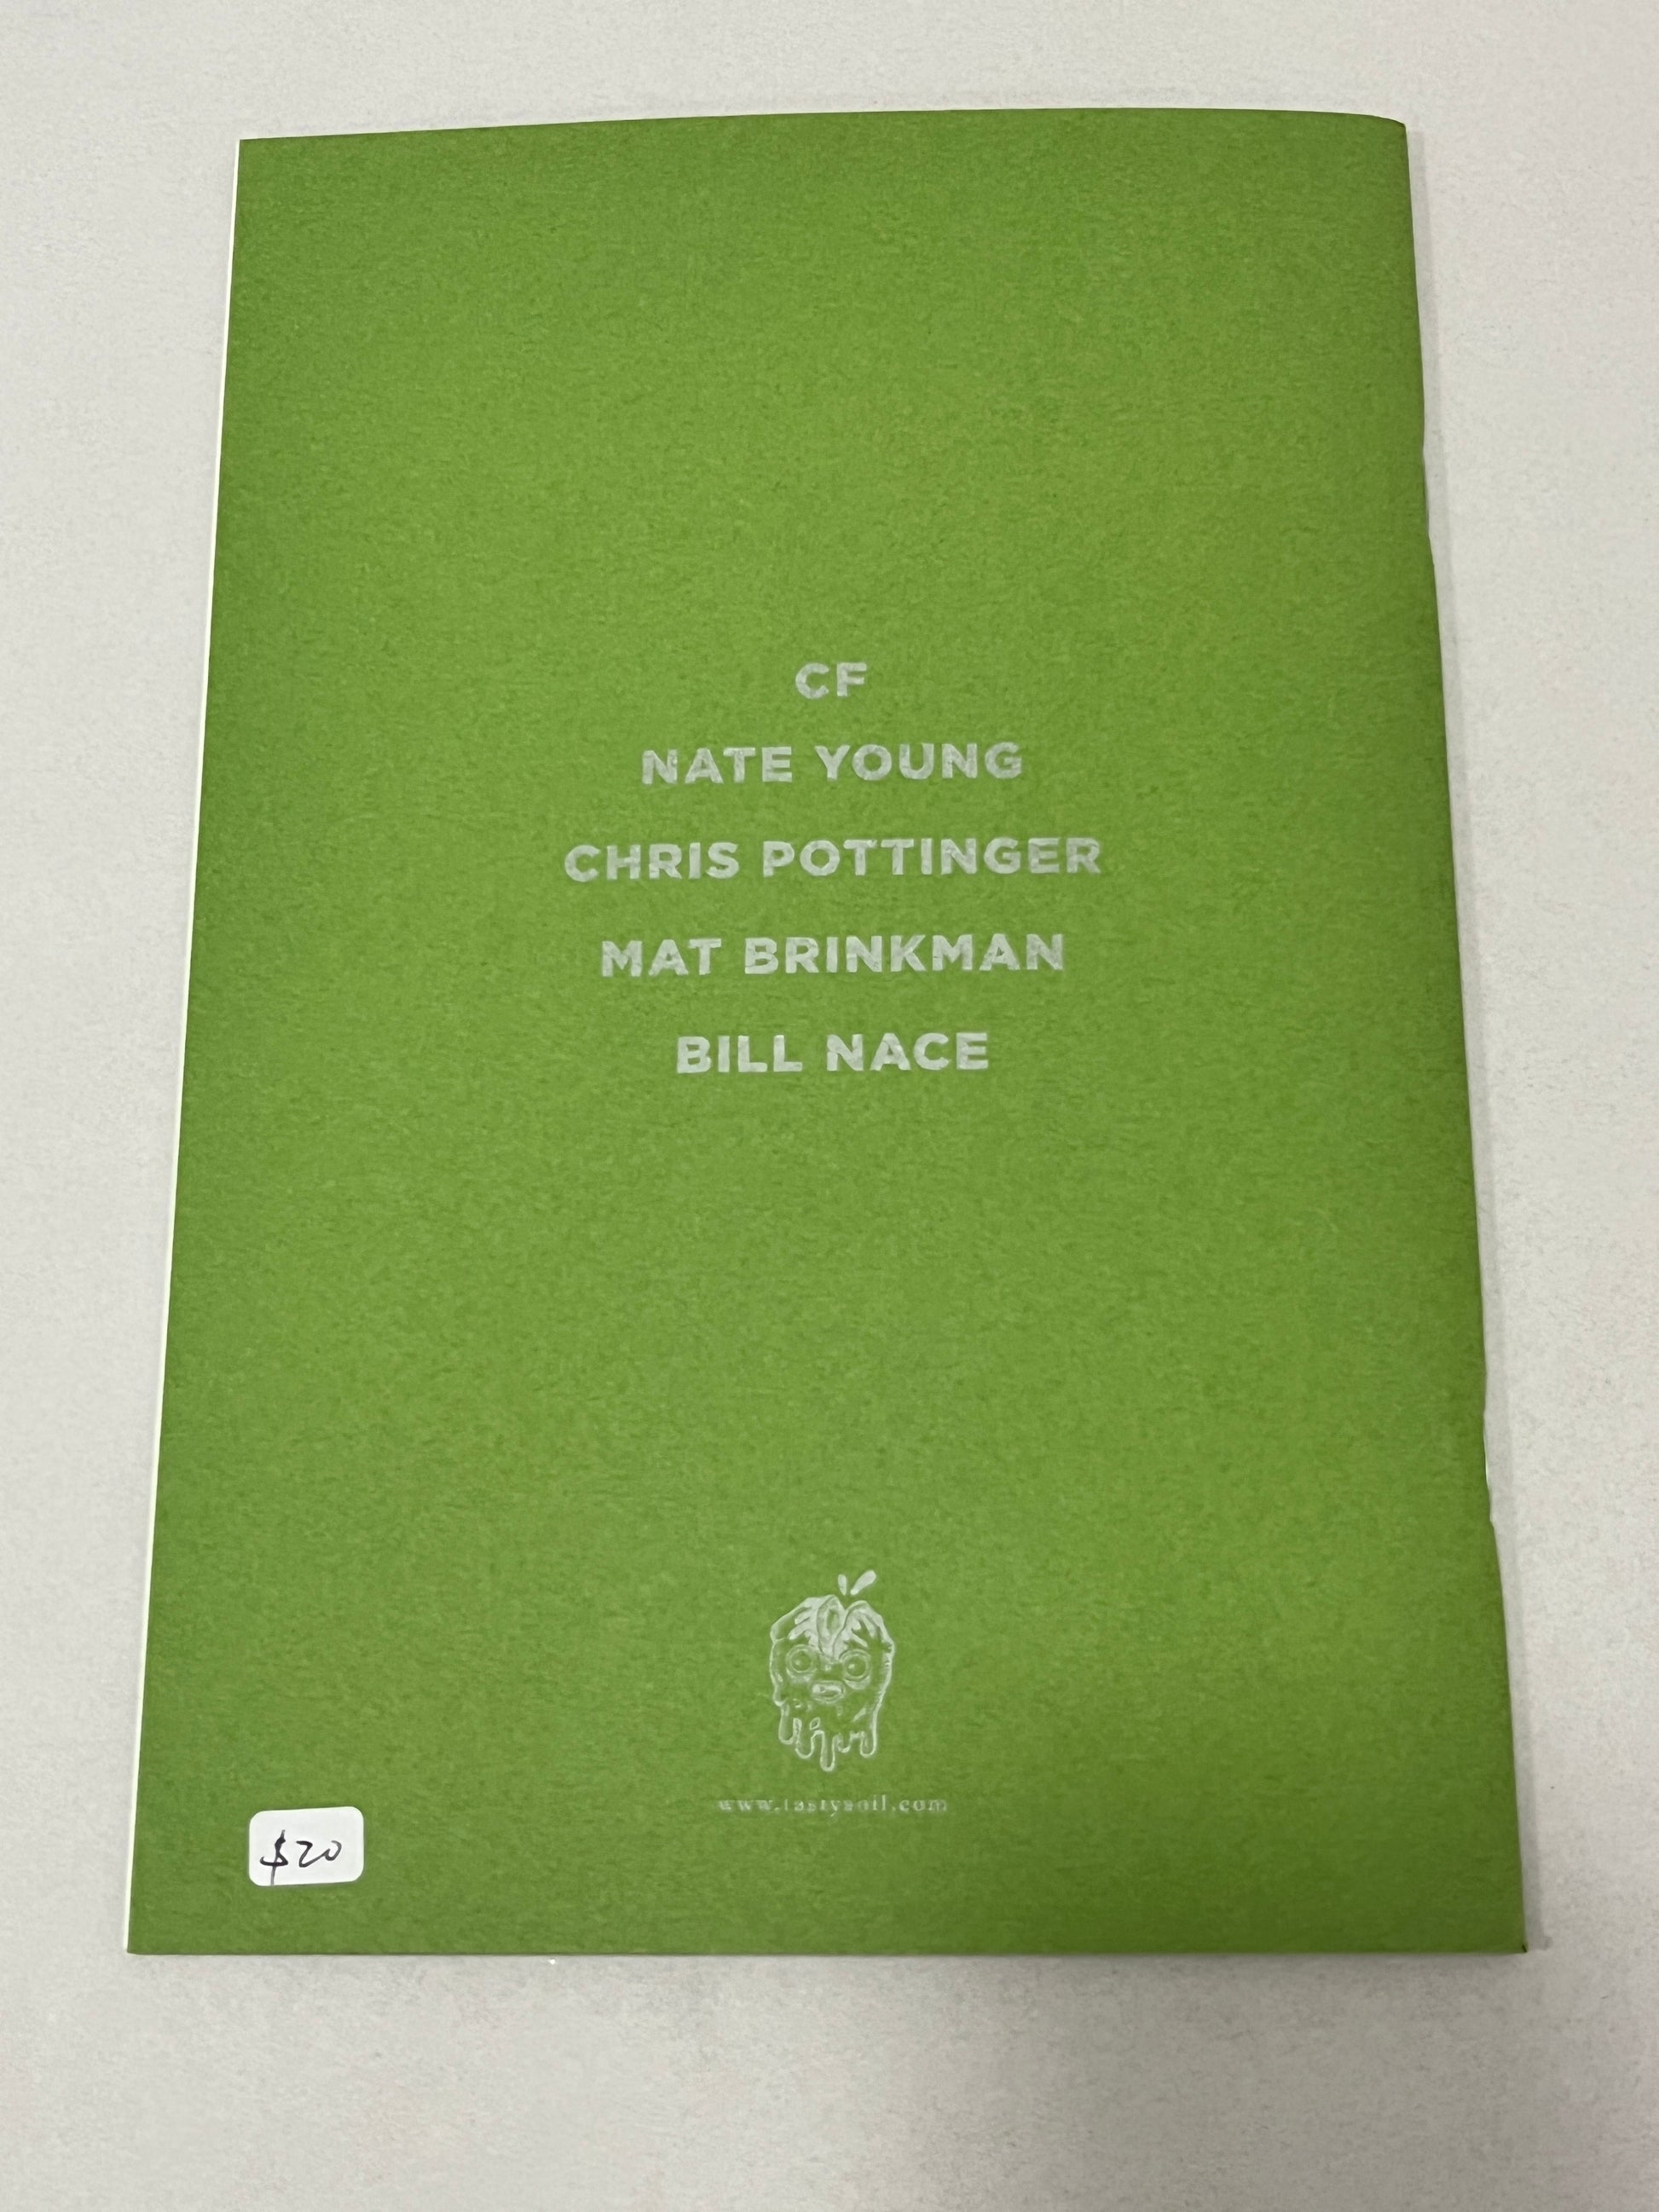 CF
NATE YOUNG
CHRIS POTTINGER
MAT BRINKMAN
BILL NACE
www.tastysoil.com
$20